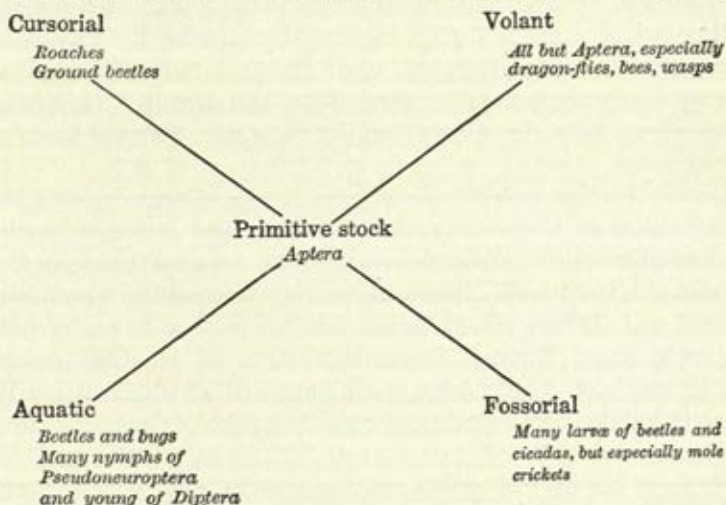 Cursorial
Roaches
Ground beetles
Volant
All but Aptera, especially
dragon-flies, bees, wasps
Primitive stock
Aptera
Aquatic
Beetles and bugs
Many nymphs of
Pseudoneuroptera
and young of Diptera
Fossorial
Many larvæ of beetles and
cicadas, but especially mole
crickets